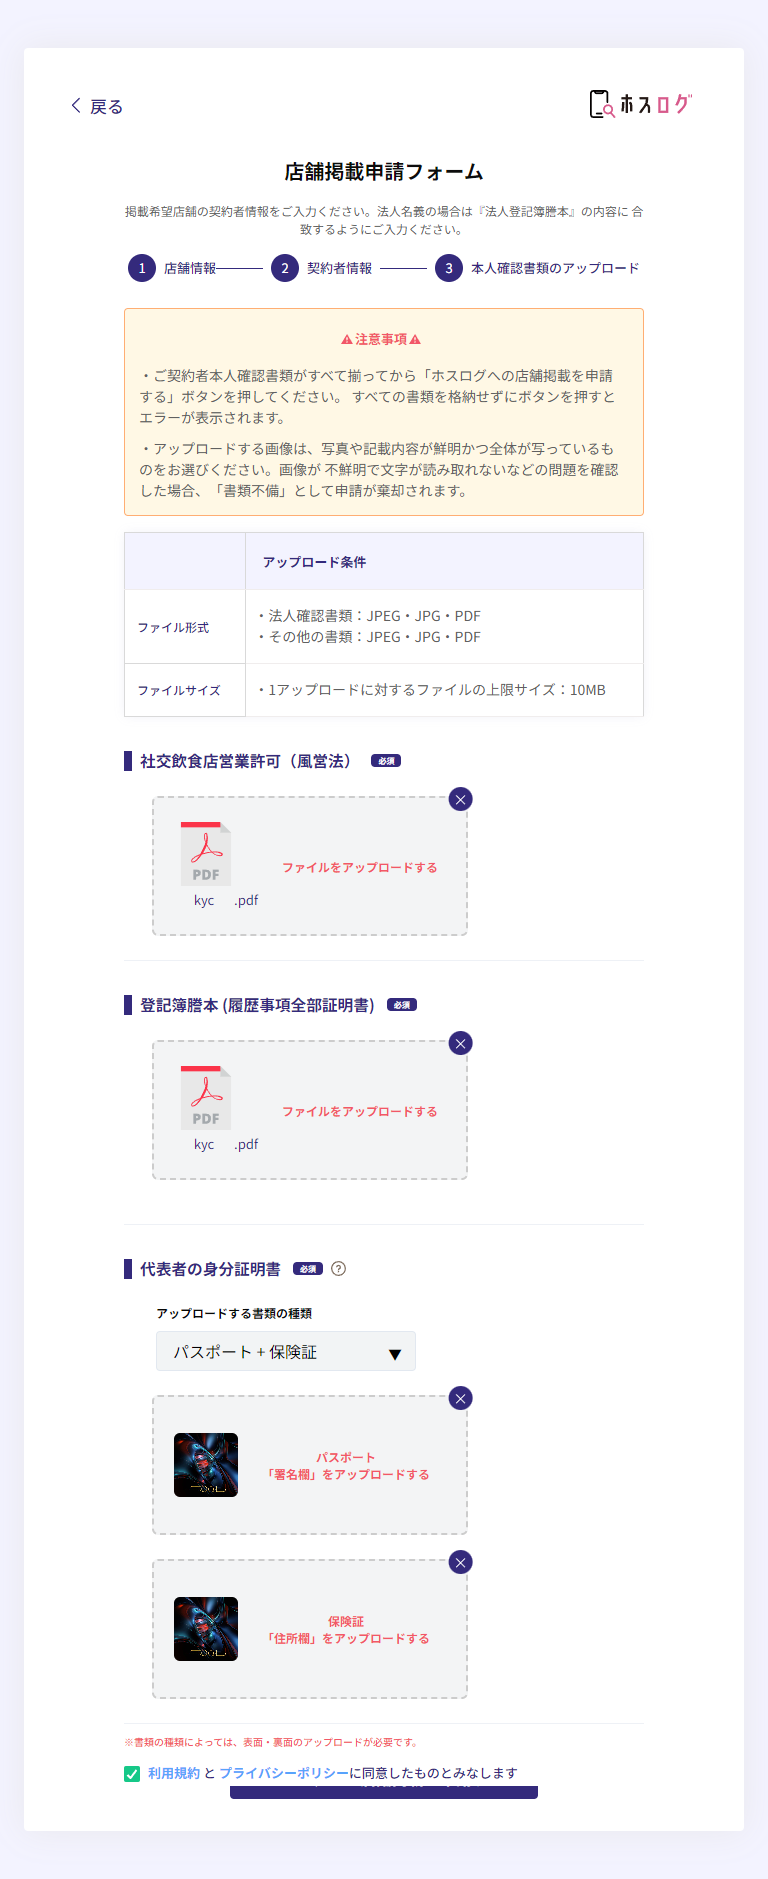 戻る
ホスログ
店舗掲載申請フォーム
掲載希望店舗の契約者情報をご入力ください。法人名義の場合は『法人登記簿謄本』の内容に 合
致するようにご入力ください。
1 店舗情報 2 契約者情報 3 本人確認書類のアップロード
注意事項
・ご契約者本人確認書類がすべて揃ってから「ホスログへの店舗掲載を申請
する」ボタンを押してください。 すべての書類を格納せずにボタンを押すと
エラーが表示されます。
・アップロードする画像は、写真や記載内容が鮮明かつ全体が写っているも
のをお選びください。画像が 不鮮明で文字が読み取れないなどの問題を確認
した場合、「書類不備」として申請が棄却されます。
アップロード条件
ファイル形式
・法人確認書類：JPEG・JPG・PDF
・その他の書類：JPEG・JPG・PDF
ファイルサイズ
・1アップロードに対するファイルの上限サイズ：10MB
社交飲食店営業許可（風営法） 必須
PDF
kyc .pdf
ファイルをアップロードする
登記簿謄本 (履歴事項全部証明書) 必須
PDF
kyc .pdf
ファイルをアップロードする
代表者の身分証明書 必須 ?
アップロードする書類の種類
パスポート + 保険証
パスポート
「署名欄」をアップロードする
保険証
「住所欄」をアップロードする
※書類の種類によっては、表面・裏面のアップロードが必要です。
利用規約 と プライバシーポリシーに同意したものとみなします